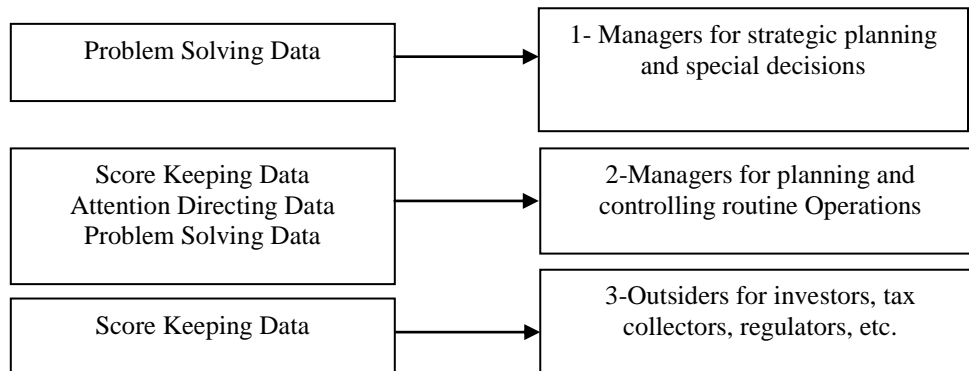 Problem Solving Data
1- Managers for strategic planning
and special decisions
Score Keeping Data
Attention Directing Data
Problem Solving Data
2-Managers for planning and
controlling routine Operations
Score Keeping Data
3-Outsiders for investors, tax
collectors, regulators, etc.